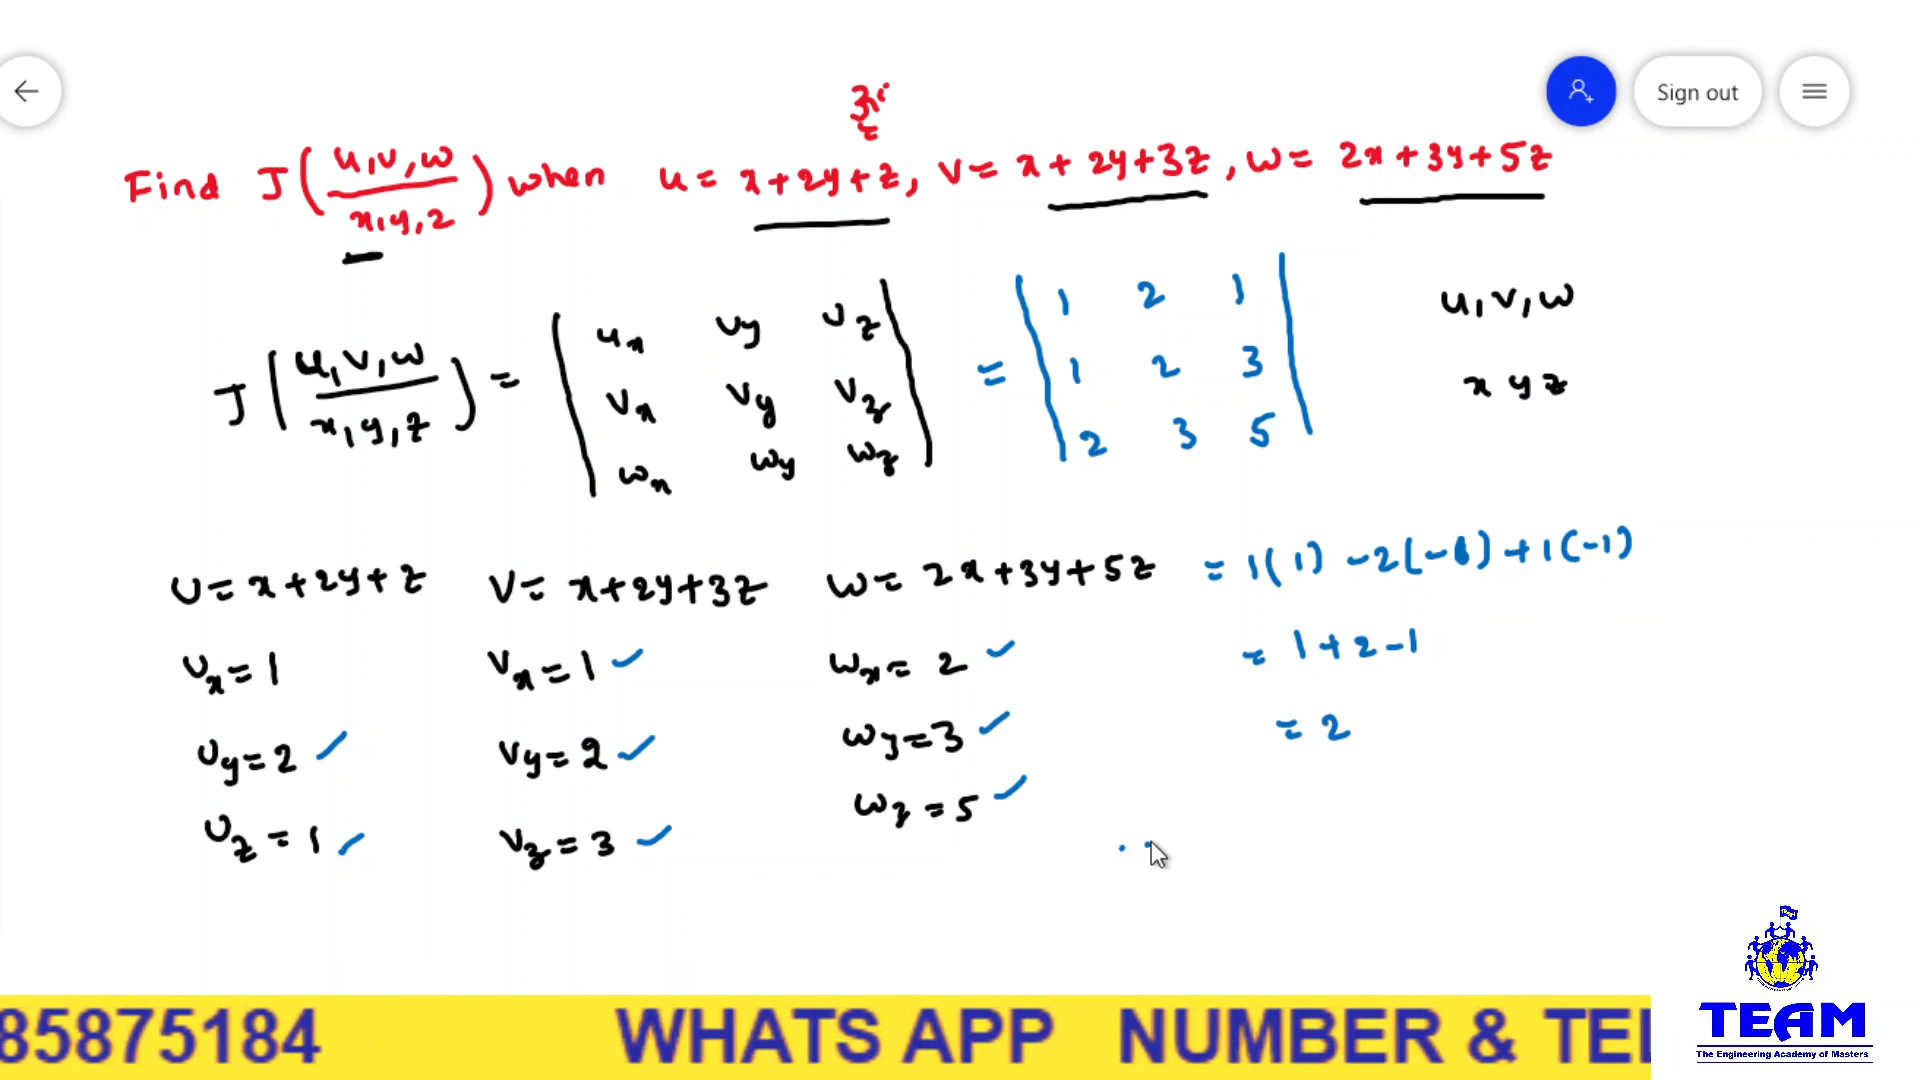 Sign out
3M
Find J(u,v,w/x,y,z) when u= x+2y+z, v= x+2y+3z, w= 2x+3y+5z
J(u,v,w/x,y,z) = | ux uy uz | = | 1 2 1 | u,v,w
| vx vy vz | | 1 2 3 | x y z
| wx wy wz | | 2 3 5 |
u= x+2y+z v= x+2y+3z w= 2x+3y+5z = 1(1) -2(-1) +1(-1)
ux = 1 vx = 1 ✓ wx = 2 ✓ = 1+2-1
uy = 2 ✓ vy = 2 ✓ wy = 3 ✓ = 2
uz = 1 ✓ vz = 3 ✓ wz = 5 ✓
85875184 WHATS APP NUMBER & TEL
TEAM
The Engineering Academy of Masters